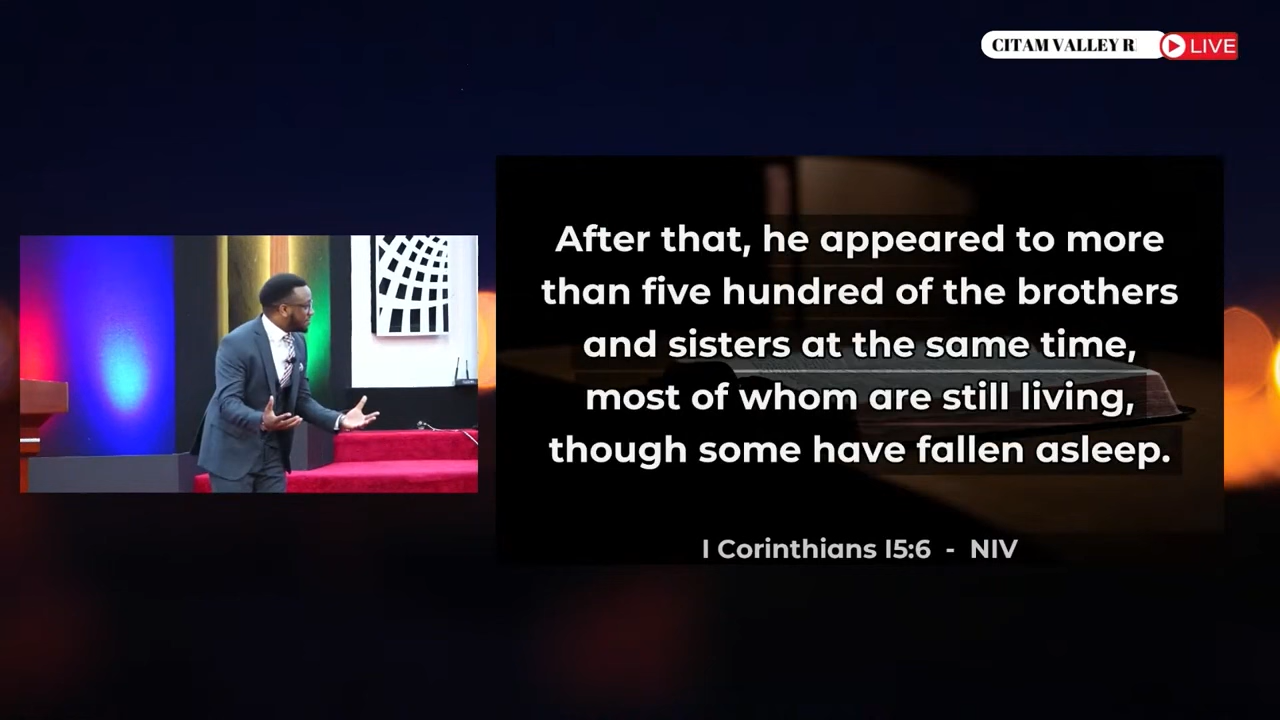 CITAM VALLEY R
LIVE
After that, he appeared to more
than five hundred of the brothers
and sisters at the same time,
most of whom are still living,
though some have fallen asleep.
I Corinthians I5:6 - NIV